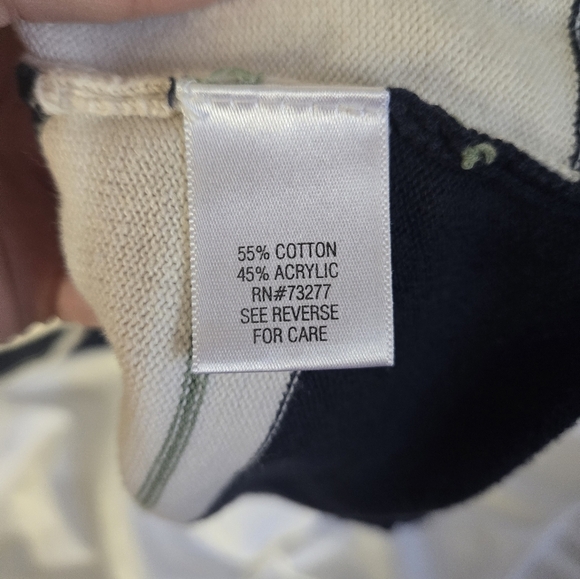 55% COTTON
45% ACRYLIC
RN#73277
SEE REVERSE
FOR CARE